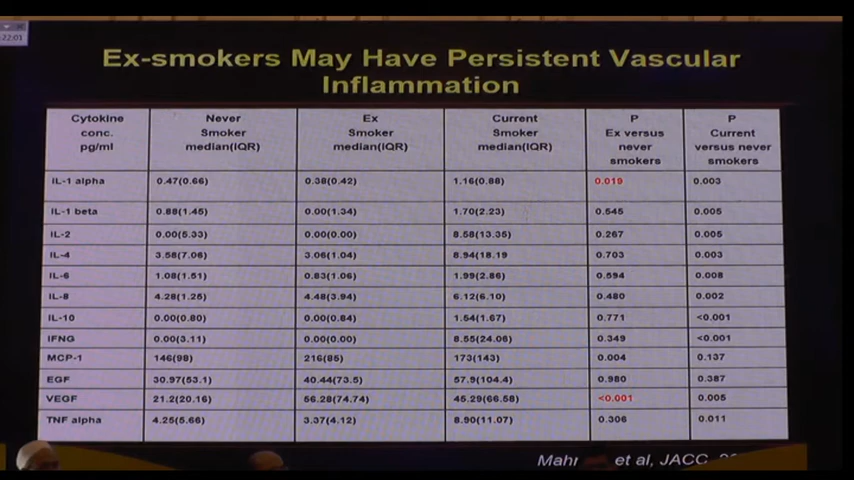 :22:01
Ex-smokers May Have Persistent Vascular
Inflammation
Cytokine conc. pg/ml | Never Smoker median(IQR) | Ex Smoker median(IQR) | Current Smoker median(IQR) | P Ex versus never smokers | P Current versus never smokers
IL-1 alpha | 0.47(0.66) | 0.38(0.42) | 1.16(0.88) | 0.019 | 0.003
IL-1 beta | 0.88(1.45) | 0.00(1.34) | 1.70(2.23) | 0.545 | 0.005
IL-2 | 0.00(5.33) | 0.00(0.00) | 8.58(13.35) | 0.267 | 0.005
IL-4 | 3.58(7.06) | 3.06(1.04) | 8.94(18.19 | 0.703 | 0.003
IL-6 | 1.08(1.51) | 0.83(1.06) | 1.99(2.86) | 0.594 | 0.008
IL-8 | 4.28(1.25) | 4.48(3.94) | 6.12(6.10) | 0.480 | 0.002
IL-10 | 0.00(0.80) | 0.00(0.84) | 1.54(1.67) | 0.771 | <0.001
IFNG | 0.00(3.11) | 0.00(0.00) | 8.55(24.06) | 0.349 | <0.001
MCP-1 | 146(98) | 216(85) | 173(143) | 0.004 | 0.137
EGF | 30.97(53.1) | 40.44(73.5) | 57.9(104.4) | 0.980 | 0.387
VEGF | 21.2(20.16) | 56.28(74.74) | 45.29(66.58) | <0.001 | 0.005
TNF alpha | 4.25(5.66) | 3.37(4.12) | 8.90(11.07) | 0.306 | 0.011
et al, JACC,